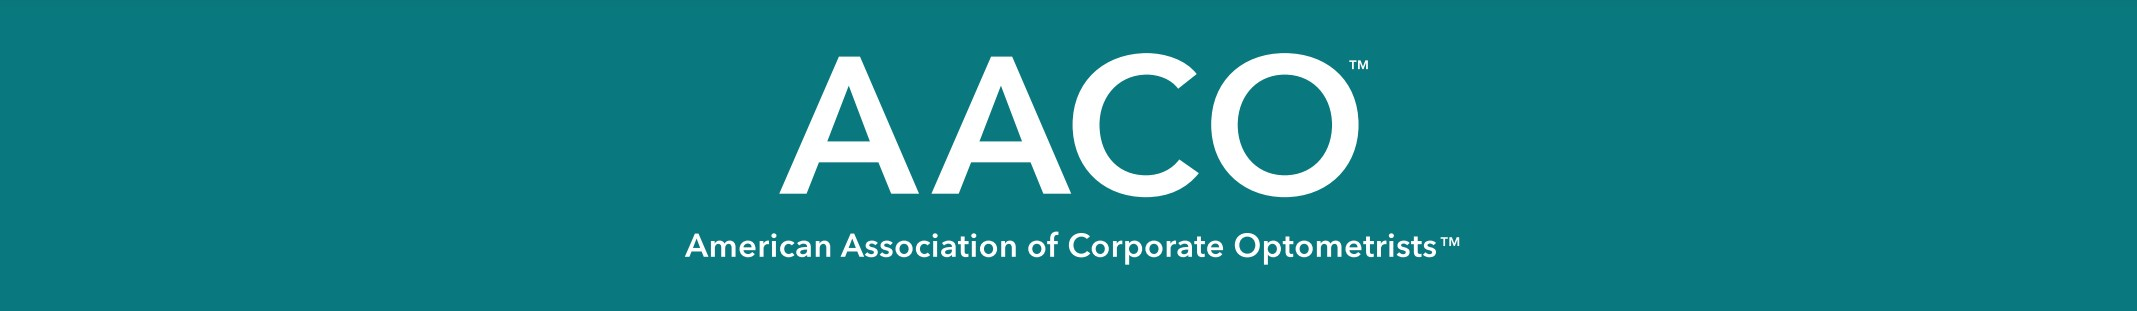 AACO™
American Association of Corporate Optometrists™